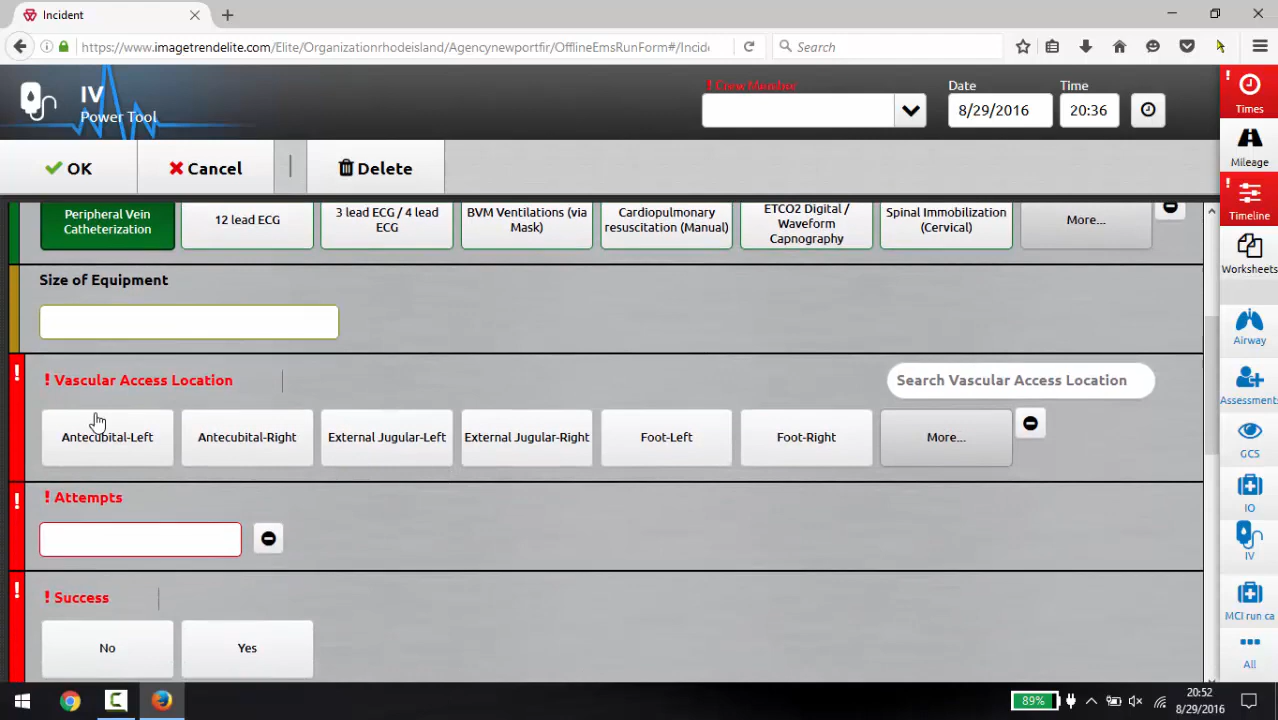 Incident
https://www.imagetrendelite.com/Elite/Organizationrhodeisland/Agencynewportfir/OfflineEmsRunForm#/Incide
Search
IV
Power Tool
! Crew Member
Date
Time
8/29/2016
20:36
OK
Cancel
Delete
Peripheral Vein
Catheterization
12 lead ECG
3 lead ECG / 4 lead
ECG
BVM Ventilations (via
Mask)
Cardiopulmonary
resuscitation (Manual)
ETCO2 Digital /
Waveform
Capnography
Spinal Immobilization
(Cervical)
More...
Size of Equipment
! Vascular Access Location
Search Vascular Access Location
Antecubital-Left
Antecubital-Right
External Jugular-Left
External Jugular-Right
Foot-Left
Foot-Right
More...
! Attempts
! Success
No
Yes
! Times
Mileage
! Timeline
Worksheets
Airway
Assessments
GCS
IO
IV
MCI run ca
All
89%
20:52
8/29/2016